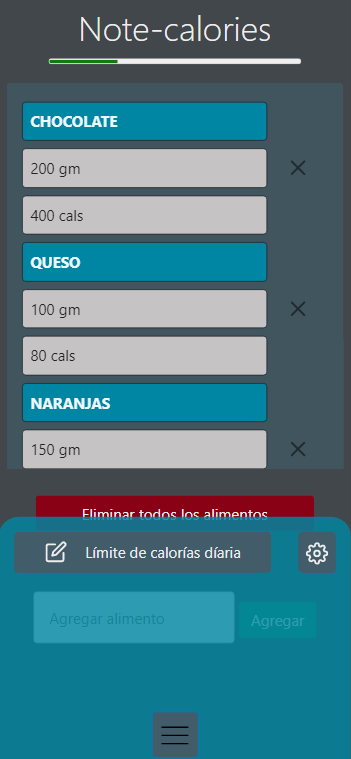 Note-calories
CHOCOLATE
200 gm
400 cals
QUESO
100 gm
80 cals
NARANJAS
150 gm
Eliminar todos los alimentos
Límite de calorías díaria
Agregar alimento
Agregar